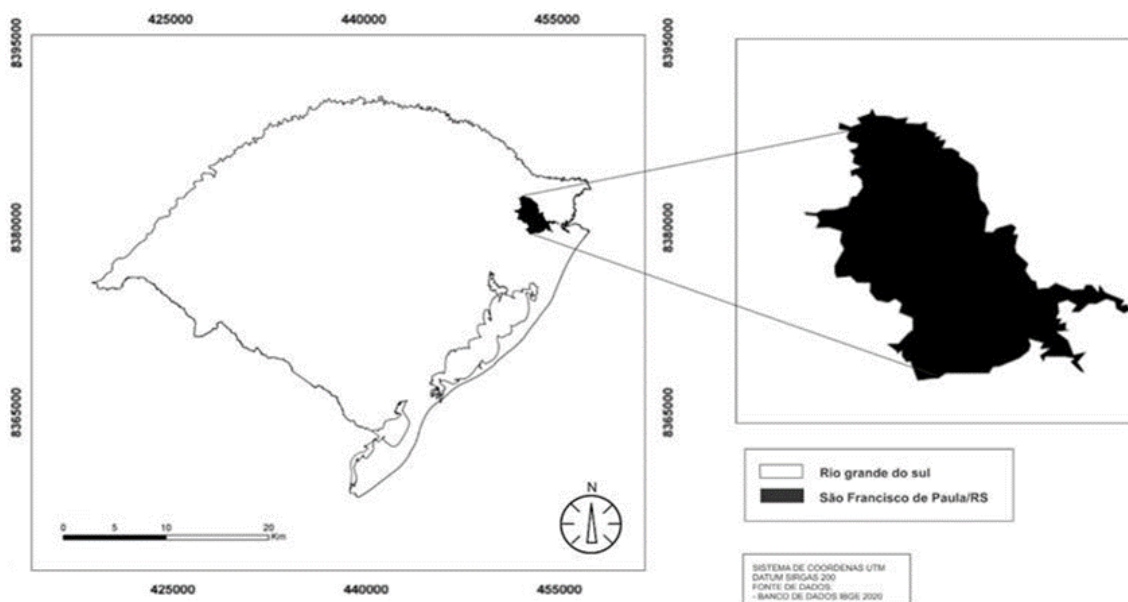 425000 440000 455000
8395000
8395000
8380000
8380000
8365000
8365000
N
0 5 10 20
Km
425000 440000 455000
Rio grande do sul
São Francisco de Paula/RS
SISTEMA DE COORDENAS UTM
DATUM SIRGAS 200
FONTE DE DADOS:
- BANCO DE DADOS IBGE 2020